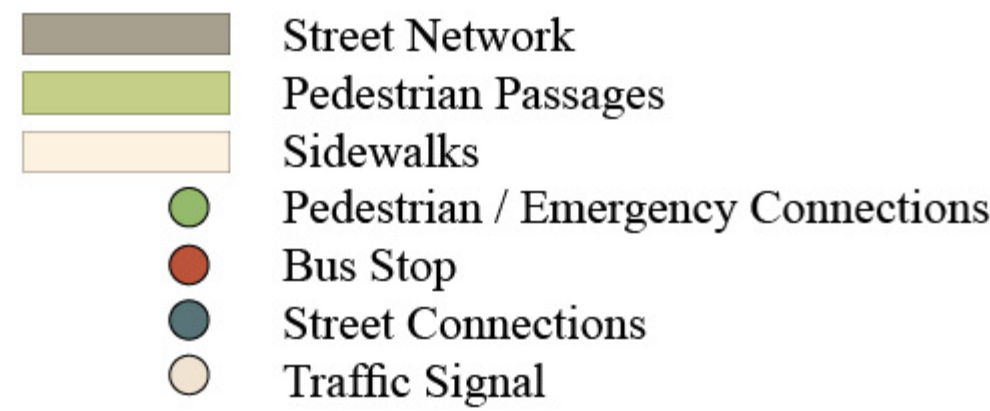 Street Network
Pedestrian Passages
Sidewalks
Pedestrian / Emergency Connections
Bus Stop
Street Connections
Traffic Signal